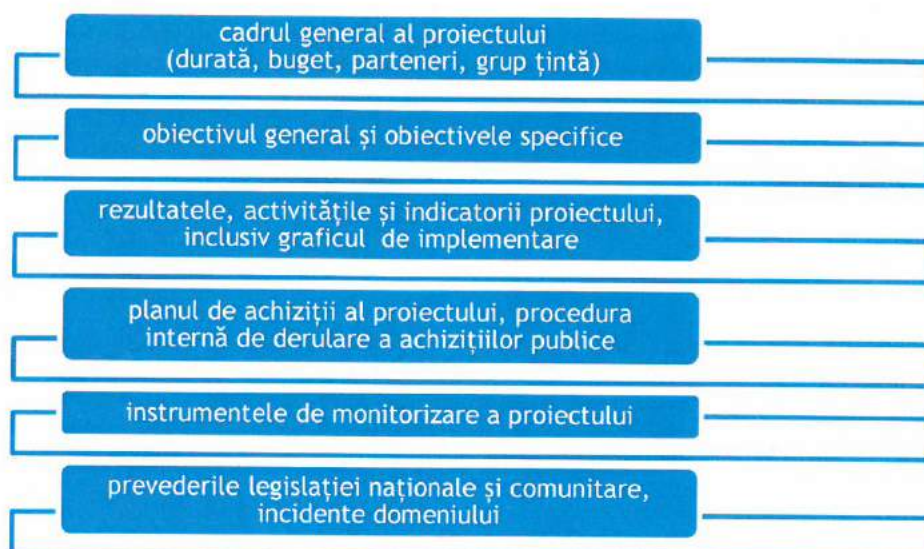 cadrul general al proiectului
(durată, buget, parteneri, grup țintă)
obiectivul general și obiectivele specifice
rezultatele, activitățile și indicatorii proiectului,
inclusiv graficul de implementare
planul de achiziții al proiectului, procedura
internă de derulare a achizițiilor publice
instrumentele de monitorizare a proiectului
prevederile legislației naționale și comunitare,
incidente domeniului